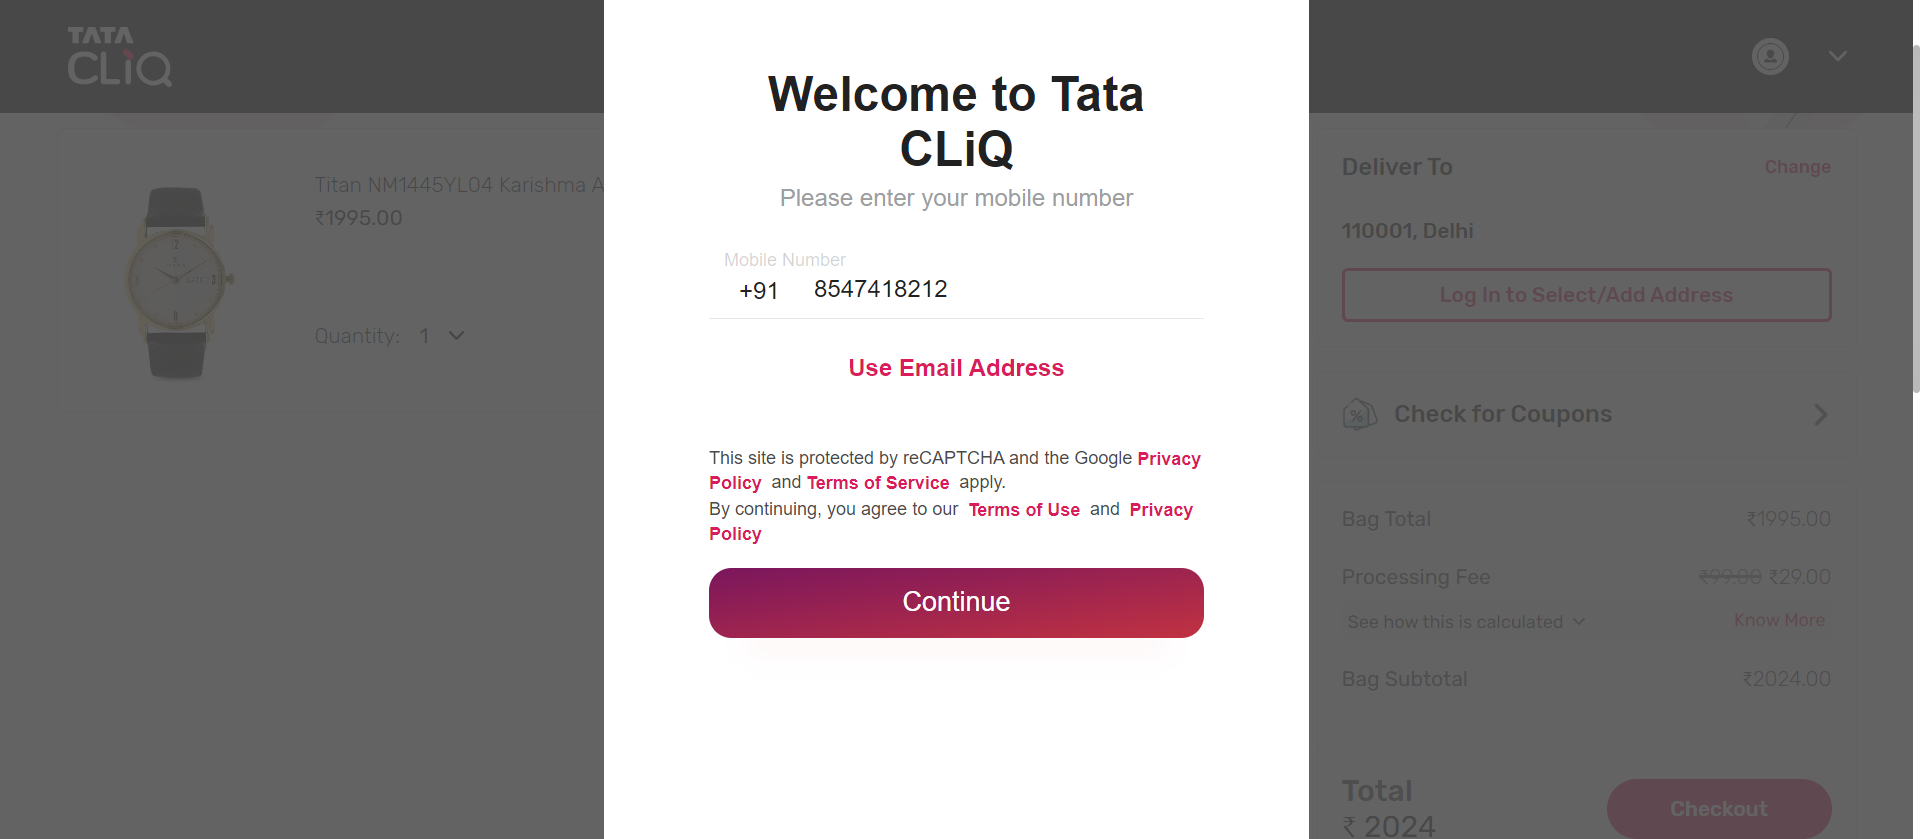 TATA
CLiQ
Titan NM1445YL04 Karishma A
₹1995.00
Quantity: 1
Welcome to Tata
CLiQ
Please enter your mobile number
Mobile Number
+91 8547418212
Use Email Address
This site is protected by reCAPTCHA and the Google Privacy
Policy and Terms of Service apply.
By continuing, you agree to our Terms of Use and Privacy
Policy
Continue
Deliver To Change
110001, Delhi
Log In to Select/Add Address
% Check for Coupons
Bag Total ₹1995.00
Processing Fee ₹99.00 ₹29.00
See how this is calculated Know More
Bag Subtotal ₹2024.00
Total
₹ 2024
Checkout